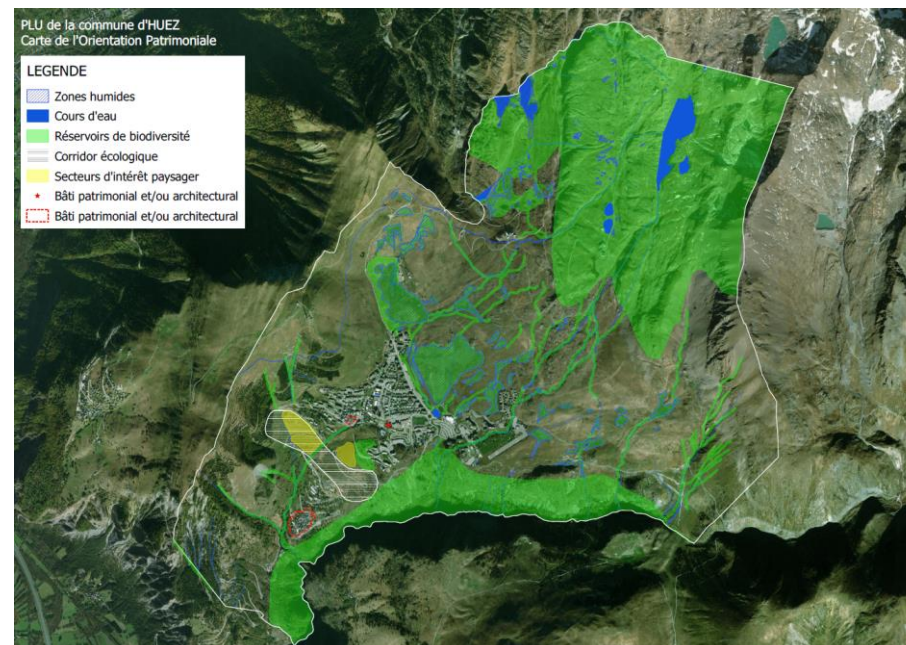 PLU de la commune d'HUEZ
Carte de l'Orientation Patrimoniale
LEGENDE
Zones humides
Cours d'eau
Réservoirs de biodiversité
Corridor écologique
Secteurs d'intérêt paysager
Bâti patrimonial et/ou architectural
Bâti patrimonial et/ou architectural